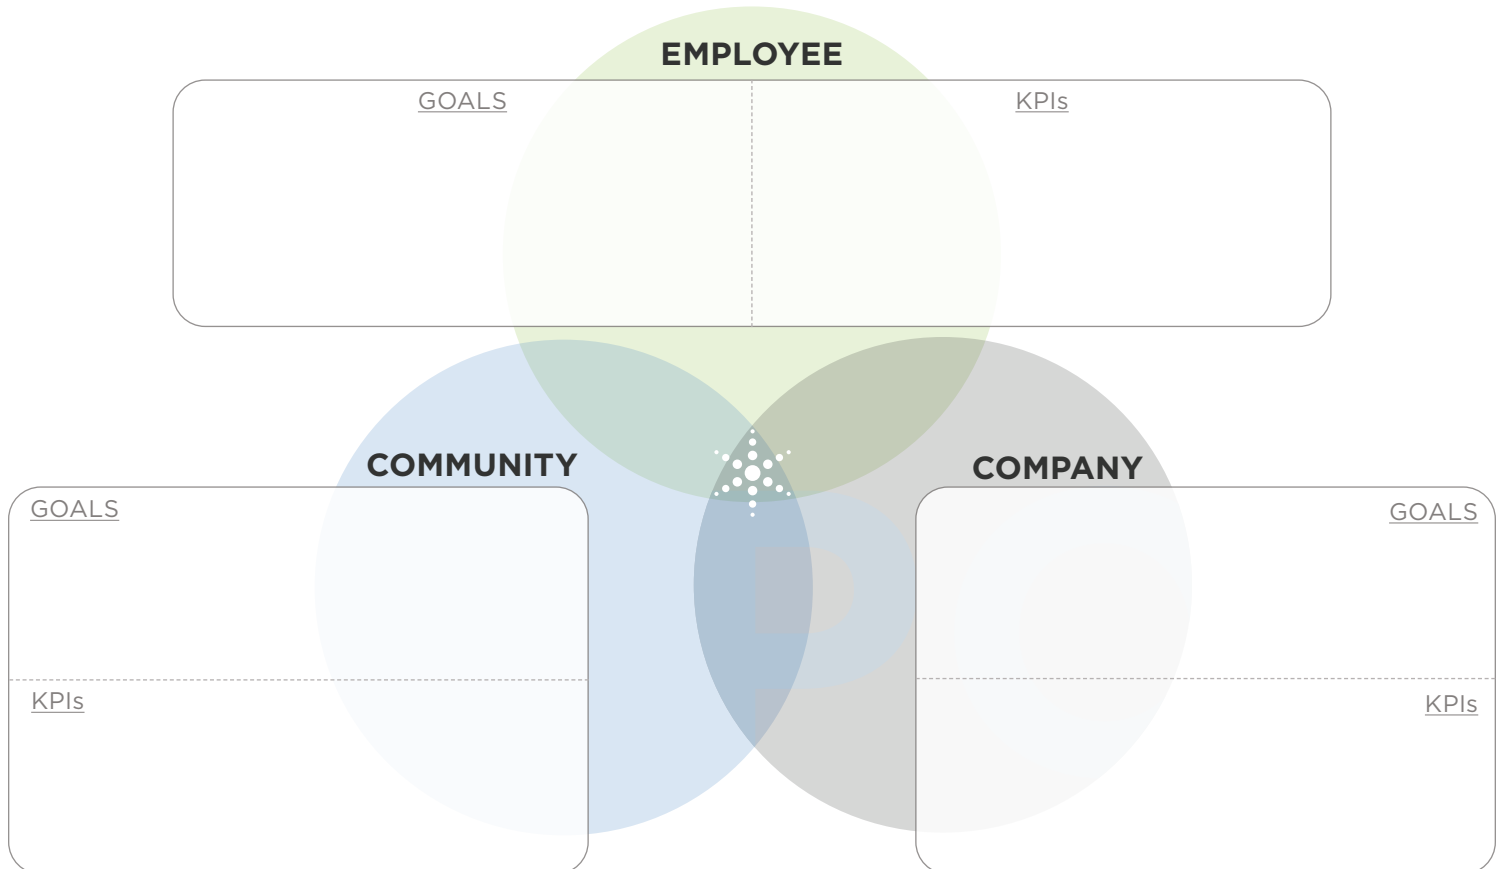 EMPLOYEE
GOALS
KPIs
COMMUNITY
GOALS
KPIs
COMPANY
GOALS
KPIs